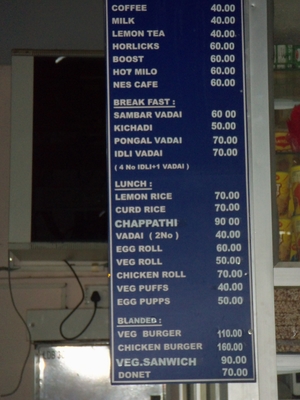 COFFEE 40.00
MILK 40.00
LEMON TEA 40.00
HORLICKS 60.00
BOOST 60.00
HOT MILO 60.00
NES CAFE 60.00
BREAK FAST :
SAMBAR VADAI 60 00
KICHADI 50.00
PONGAL VADAI 70.00
IDLI VADAI 70.00
( 4 No IDLI+1 VADAI )
LUNCH :
LEMON RICE 70.00
CURD RICE 70.00
CHAPPATHI 90 00
VADAI ( 2No ) 40.00
EGG ROLL 60.00
VEG ROLL 50.00
CHICKEN ROLL 70.00
VEG PUFFS 40.00
EGG PUPPS 50.00
BLANDED :
VEG BURGER 110.00
CHICKEN BURGER 160.00
VEG.SANWICH 90.00
DONET 70.00